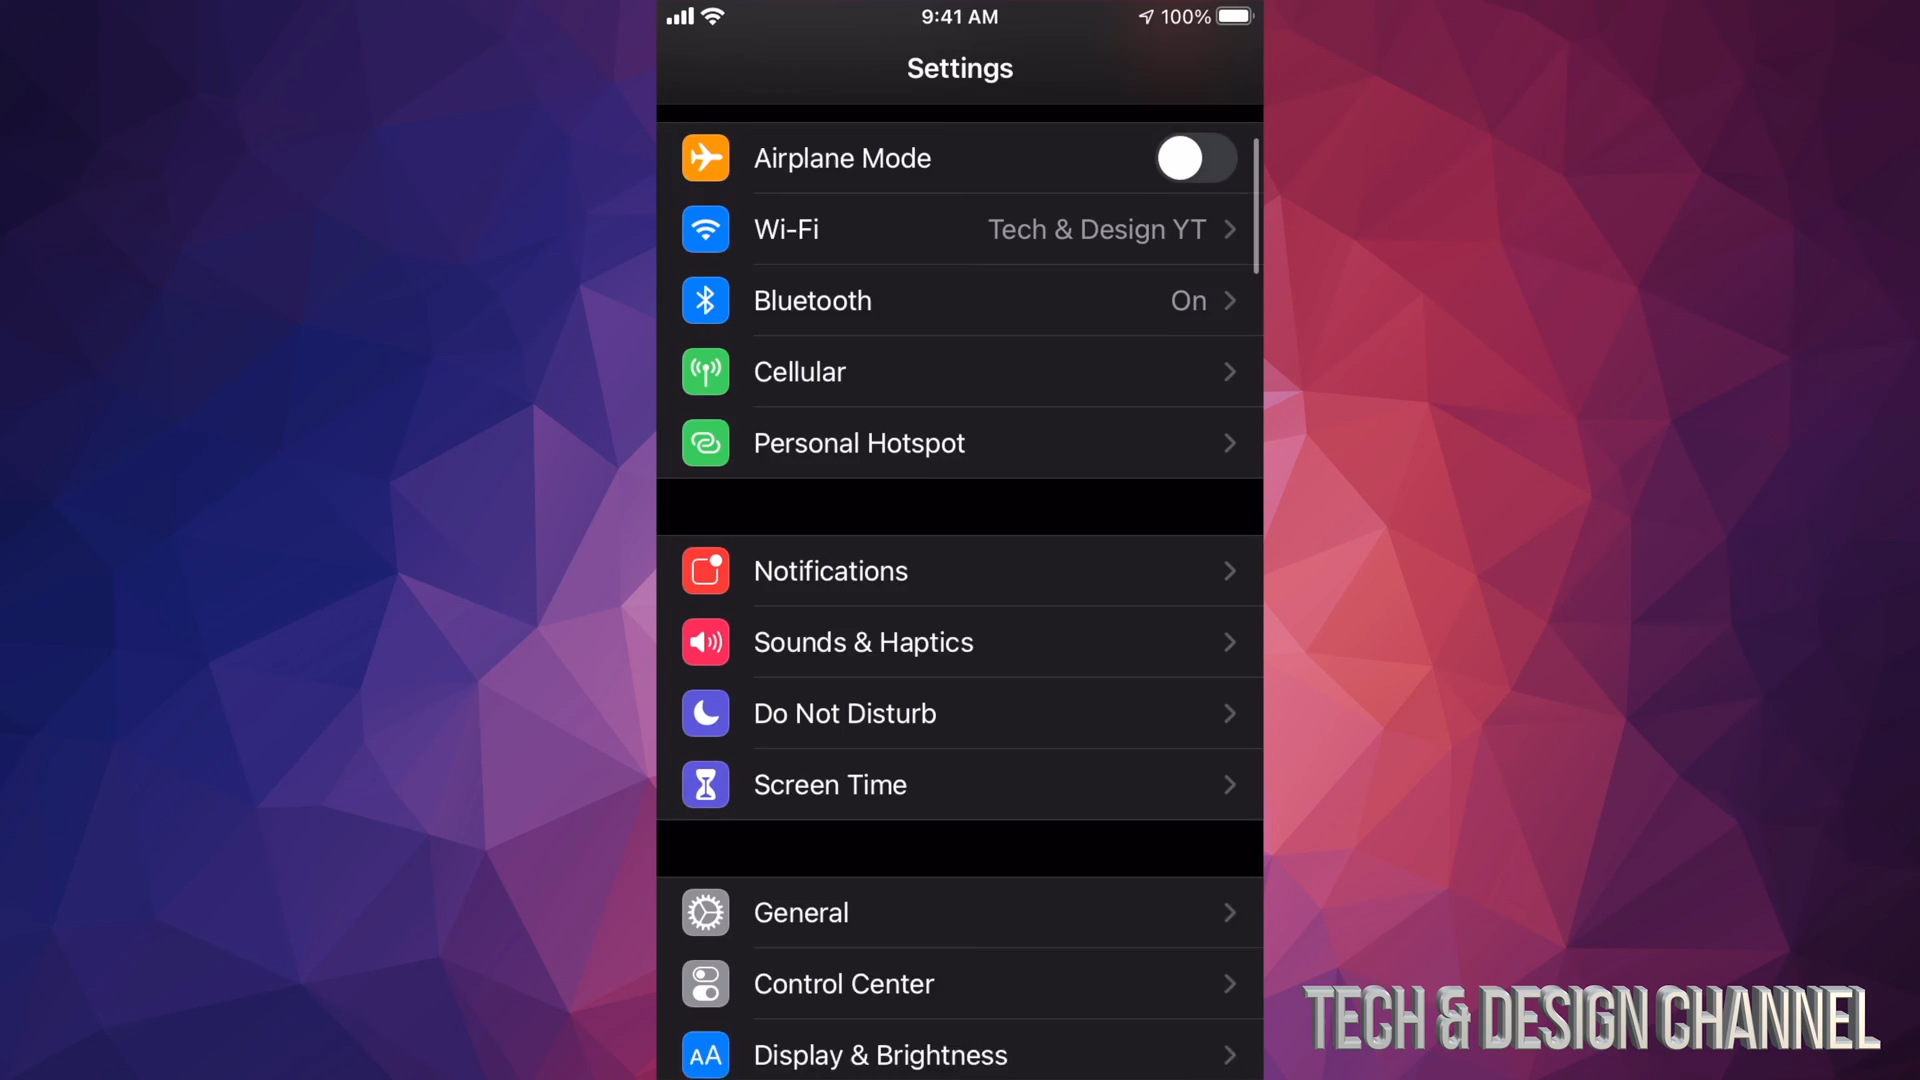 9:41 AM
100%
Settings
Airplane Mode
Wi-Fi Tech & Design YT
Bluetooth On
Cellular
Personal Hotspot
Notifications
Sounds & Haptics
Do Not Disturb
Screen Time
General
Control Center
AA Display & Brightness
TECH & DESIGN CHANNEL